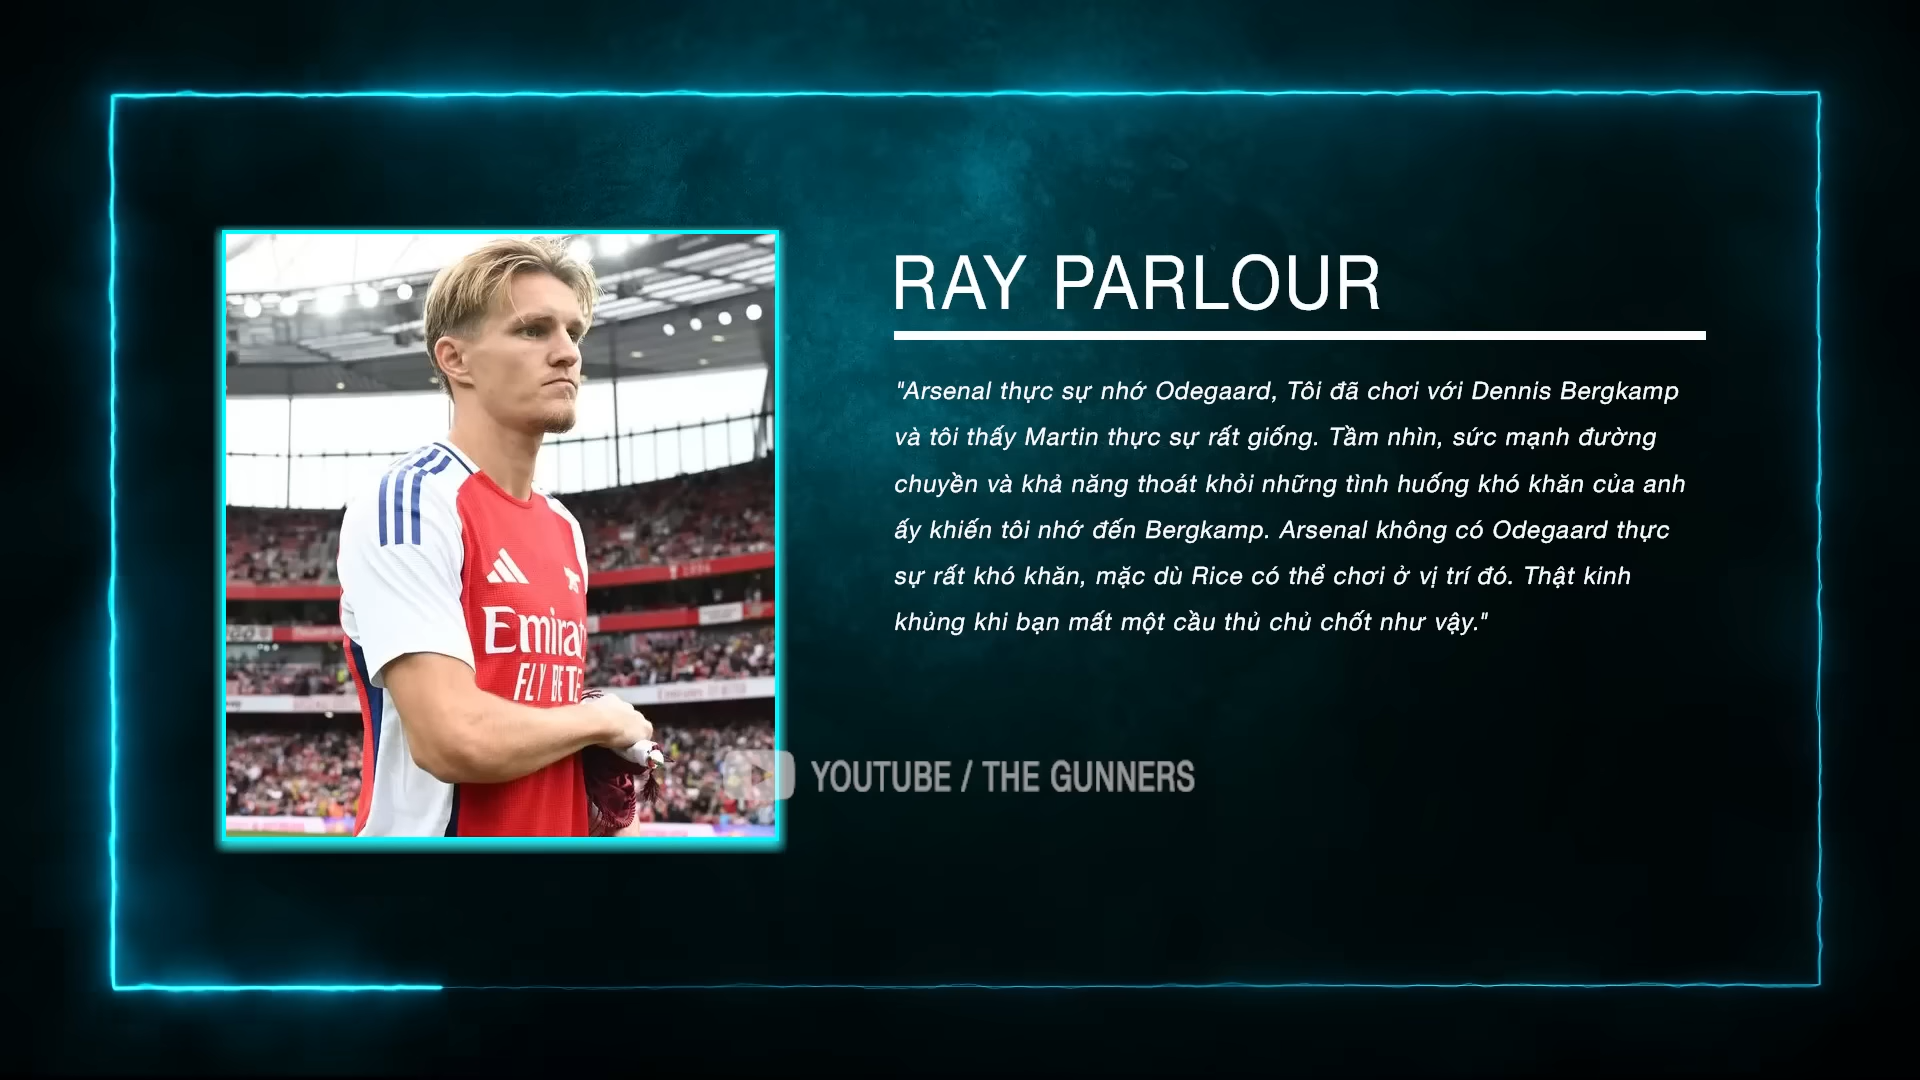 RAY PARLOUR
"Arsenal thực sự nhớ Odegaard, Tôi đã chơi với Dennis Bergkamp
và tôi thấy Martin thực sự rất giống. Tầm nhìn, sức mạnh đường
chuyền và khả năng thoát khỏi những tình huống khó khăn của anh
ấy khiến tôi nhớ đến Bergkamp. Arsenal không có Odegaard thực
sự rất khó khăn, mặc dù Rice có thể chơi ở vị trí đó. Thật kinh
khủng khi bạn mất một cầu thủ chủ chốt như vậy."
Emirat
FLY BETE
YOUTUBE / THE GUNNERS